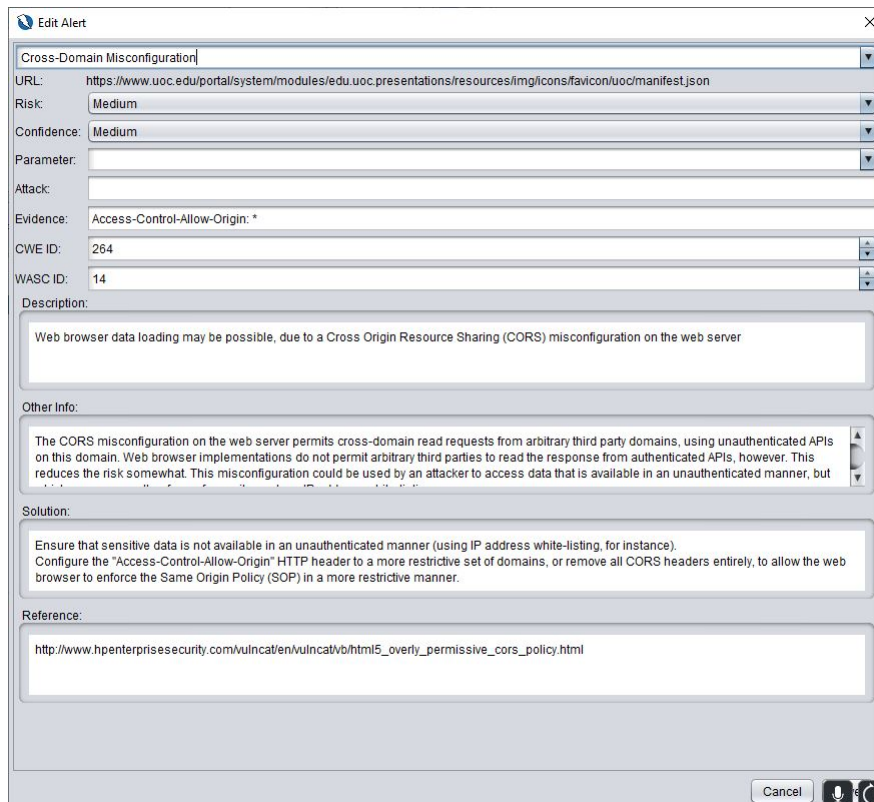 Edit Alert
Cross-Domain Misconfiguration
URL: https://www.uoc.edu/portal/system/modules/edu.uoc.presentations/resources/img/icons/favicon/uoc/manifest.json
Risk: Medium
Confidence: Medium
Parameter:
Attack:
Evidence: Access-Control-Allow-Origin: *
CWE ID: 264
WASC ID: 14
Description:
Web browser data loading may be possible, due to a Cross Origin Resource Sharing (CORS) misconfiguration on the web server
Other Info:
The CORS misconfiguration on the web server permits cross-domain read requests from arbitrary third party domains, using unauthenticated APIs
on this domain. Web browser implementations do not permit arbitrary third parties to read the response from authenticated APIs, however. This
reduces the risk somewhat. This misconfiguration could be used by an attacker to access data that is available in an unauthenticated manner, but
Solution:
Ensure that sensitive data is not available in an unauthenticated manner (using IP address white-listing, for instance).
Configure the "Access-Control-Allow-Origin" HTTP header to a more restrictive set of domains, or remove all CORS headers entirely, to allow the web
browser to enforce the Same Origin Policy (SOP) in a more restrictive manner.
Reference:
http://www.hpenterprisesecurity.com/vulncat/en/vulncat/vb/html5_overly_permissive_cors_policy.html
Cancel